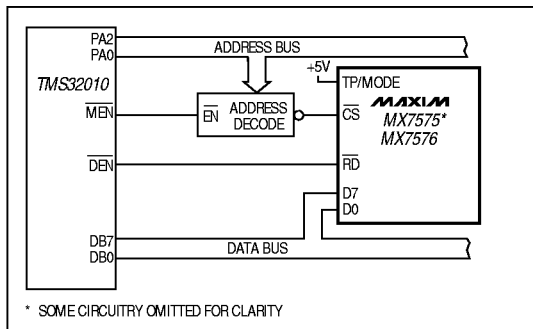 PA2
PA0
ADDRESS BUS
+5V
TMS32010
TP/MODE
MAXIM
MEN
EN
ADDRESS
DECODE
CS
MX7575*
MX7576
DEN
RD
D7
D0
DB7
DB0
DATA BUS
* SOME CIRCUITRY OMITTED FOR CLARITY